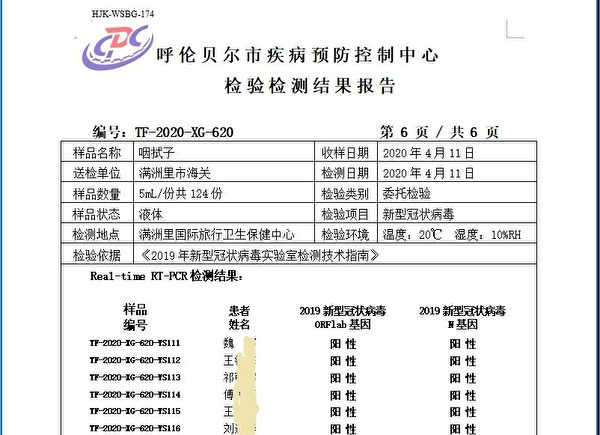 HJK-WSBG-174
CDC
呼伦贝尔市疾病预防控制中心
检验检测结果报告
编号：TF-2020-XG-620 第 6 页 / 共 6 页
样品名称 咽拭子 收样日期 2020 年 4 月 11 日
送检单位 满洲里市海关 检测日期 2020 年 4 月 11 日
样品数量 5mL/份共 124 份 检验类别 委托检验
样品状态 液体 检验项目 新型冠状病毒
检测地点 满洲里国际旅行卫生保健中心 检验环境 温度：20℃ 湿度：10%RH
检验依据 《2019 年新型冠状病毒实验室检测技术指南》
Real-time RT-PCR 检测结果：
样品 患者 2019 新型冠状病毒 2019 新型冠状病毒
编号 姓名 ORFlab 基因 N 基因
TF-2020-XG-620-YS111 魏 阳 性 阳 性
TF-2020-XG-620-YS112 王 阳 性 阳 性
TF-2020-XG-620-YS113 祁 阳 性 阳 性
TF-2020-XG-620-YS114 傅 阳 性 阳 性
TF-2020-XG-620-YS115 王 阳 性 阳 性
TF-2020-XG-620-YS116 刘 阳 性 阳 性